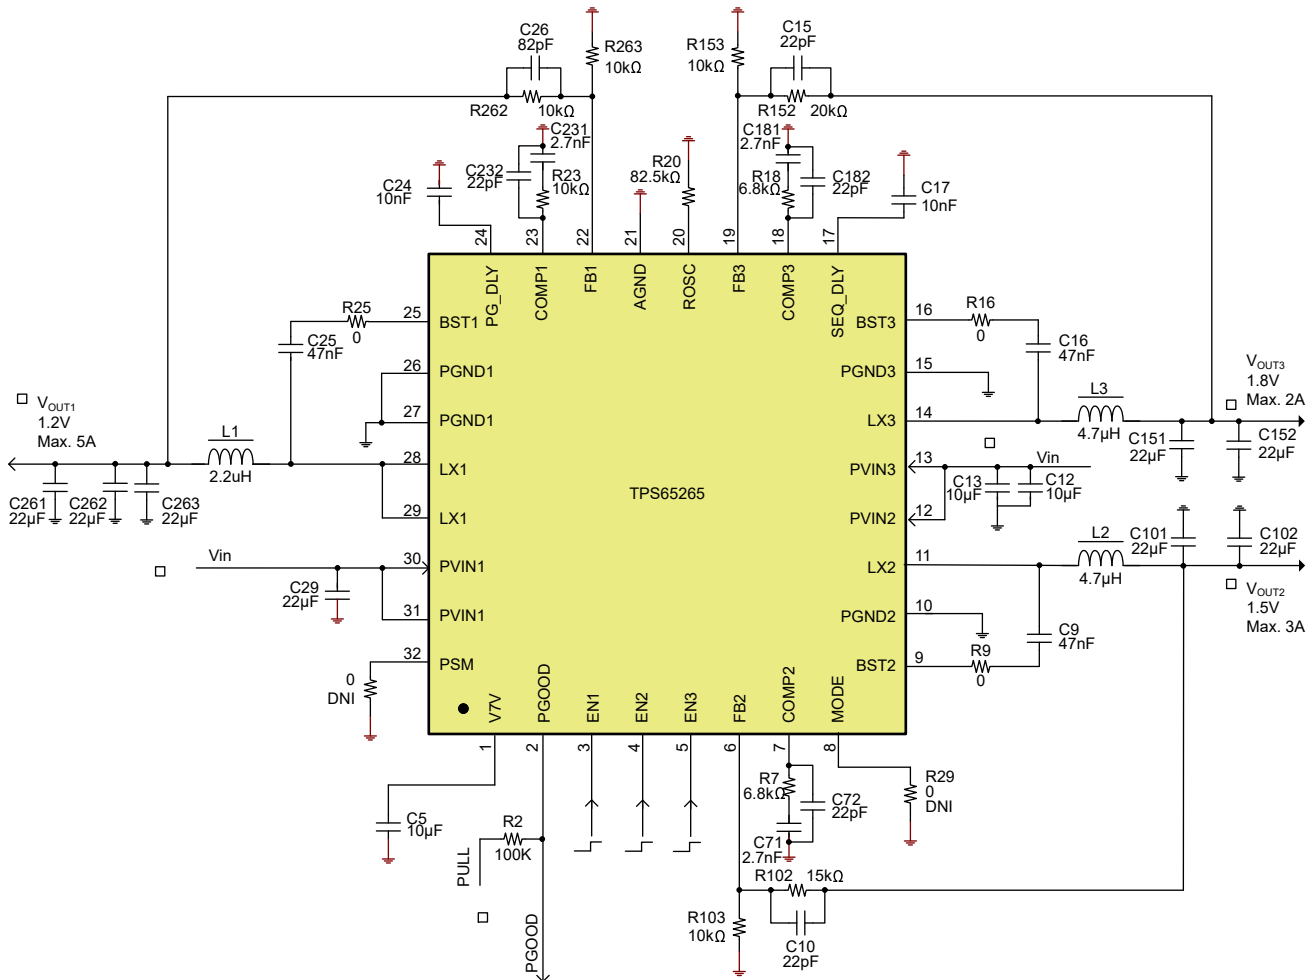 C26
82pF
R263
10kΩ
R153
10kΩ
C15
22pF
R262
10kΩ
R152
20kΩ
C231
2.7nF
C232
22pF
R23
10kΩ
C24
10nF
R20
82.5kΩ
C181
2.7nF
R18
6.8kΩ
C182
22pF
C17
10nF
24
23
22
21
20
19
18
17
PG_DLY
COMP1
FB1
AGND
ROSC
FB3
COMP3
SEQ_DLY
R25
0
C25
47nF
25
BST1
26
PGND1
27
PGND1
28
LX1
29
LX1
30
PVIN1
31
PVIN1
32
PSM
VOUT1
1.2V
Max. 5A
L1
2.2uH
C261
22µF
C262
22µF
C263
22µF
Vin
C29
22µF
0
DNI
TPS65265
BST3
16
PGND3
15
LX3
14
PVIN3
13
PVIN2
12
LX2
11
PGND2
10
BST2
9
R16
0
C16
47nF
L3
4.7µH
VOUT3
1.8V
Max. 2A
C151
22µF
C152
22µF
Vin
C13
10µF
C12
10µF
L2
4.7µH
C101
22µF
C102
22µF
VOUT2
1.5V
Max. 3A
C9
47nF
R9
0
V7V
PGOOD
EN1
EN2
EN3
FB2
COMP2
MODE
1
2
3
4
5
6
7
8
C5
10µF
R2
100K
PULL
PGOOD
R7
6.8kΩ
C72
22pF
C71
2.7nF
R29
0
DNI
R102
15kΩ
R103
10kΩ
C10
22pF